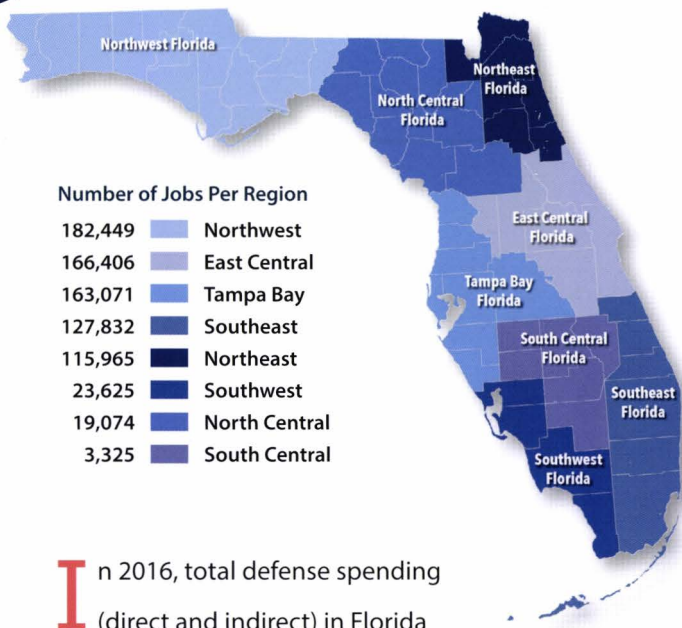 Northwest Florida
Northeast
Florida
North Central
Florida
East Central
Florida
Tampa Bay
Florida
South Central
Florida
Southeast
Florida
Southwest
Florida
Number of Jobs Per Region
182,449 Northwest
166,406 East Central
163,071 Tampa Bay
127,832 Southeast
115,965 Northeast
23,625 Southwest
19,074 North Central
3,325 South Central
In 2016, total defense spending
(direct and indirect) in Florida